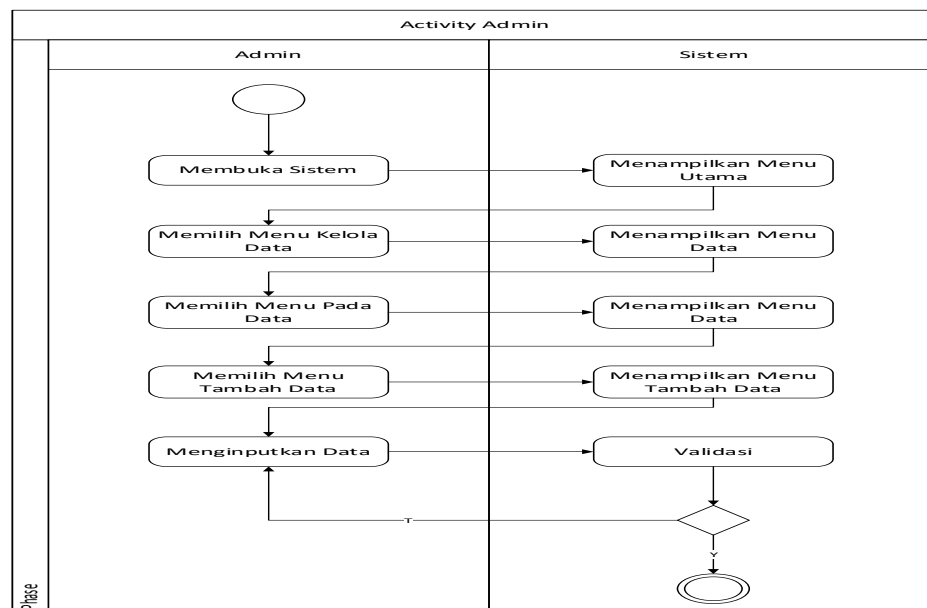 Activity Admin
Admin
Sistem
Membuka Sistem
Menampilkan Menu
Utama
Memilih Menu Kelola
Data
Menampilkan Menu
Data
Memilih Menu Pada
Data
Menampilkan Menu
Data
Memilih Menu
Tambah Data
Menampilkan Menu
Tambah Data
Menginputkan Data
Validasi
T
Y
Phase